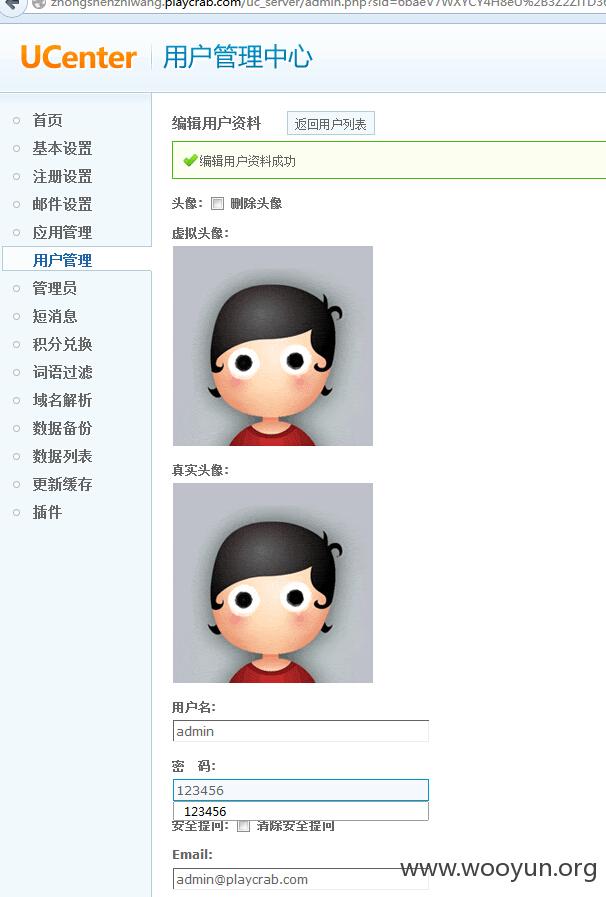 zhongshenzhiwang.playcrab.com/uc_server/admin.php?sid=
UCenter 用户管理中心
首页
基本设置
注册设置
邮件设置
应用管理
用户管理
管理员
短消息
积分兑换
词语过滤
域名解析
数据备份
数据列表
更新缓存
插件
编辑用户资料 返回用户列表
编辑用户资料成功
头像: 删除头像
虚拟头像:
真实头像:
用户名:
admin
密 码:
123456
123456
安全提问: 清除安全提问
Email:
admin@playcrab.com
www.wooyun.org